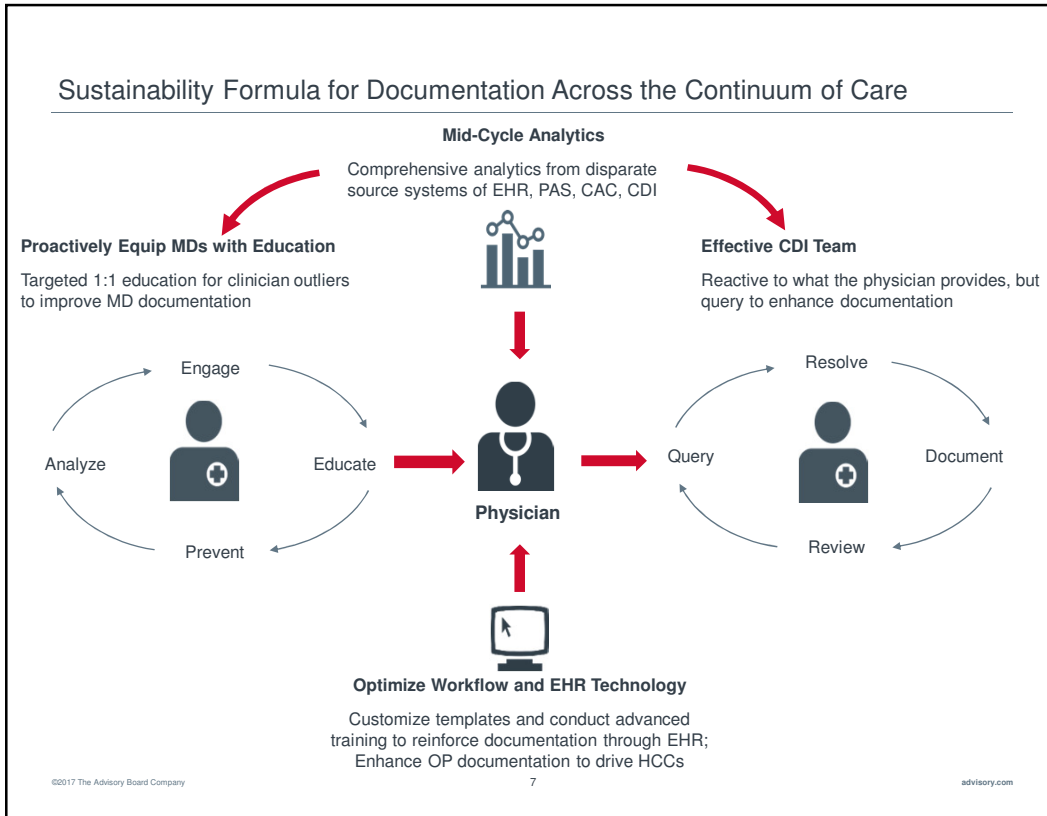 Sustainability Formula for Documentation Across the Continuum of Care
Mid-Cycle Analytics
Comprehensive analytics from disparate
source systems of EHR, PAS, CAC, CDI
Proactively Equip MDs with Education
Targeted 1:1 education for clinician outliers
to improve MD documentation
Effective CDI Team
Reactive to what the physician provides, but
query to enhance documentation
Engage
Analyze
Educate
Prevent
Physician
Resolve
Query
Document
Review
Optimize Workflow and EHR Technology
Customize templates and conduct advanced
training to reinforce documentation through EHR;
Enhance OP documentation to drive HCCs
©2017 The Advisory Board Company
7
advisory.com